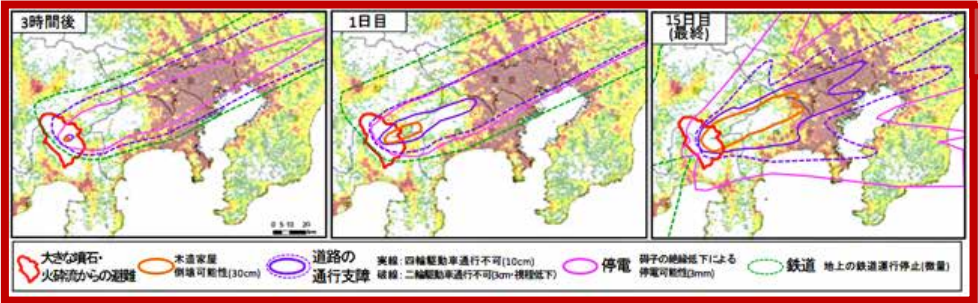 3時間後
1日目
15日目
(最終)
0 5 10 20
km
大きな噴石・
火砕流からの避難
木造家屋
倒壊可能性(30cm)
道路の
通行支障
実線:四輪駆動車通行不可(10cm)
破線:二輪駆動車通行不可(3cm・視程低下)
停電
碍子の絶縁低下による
停電可能性(3mm)
鉄道
地上の鉄道運行停止(微量)